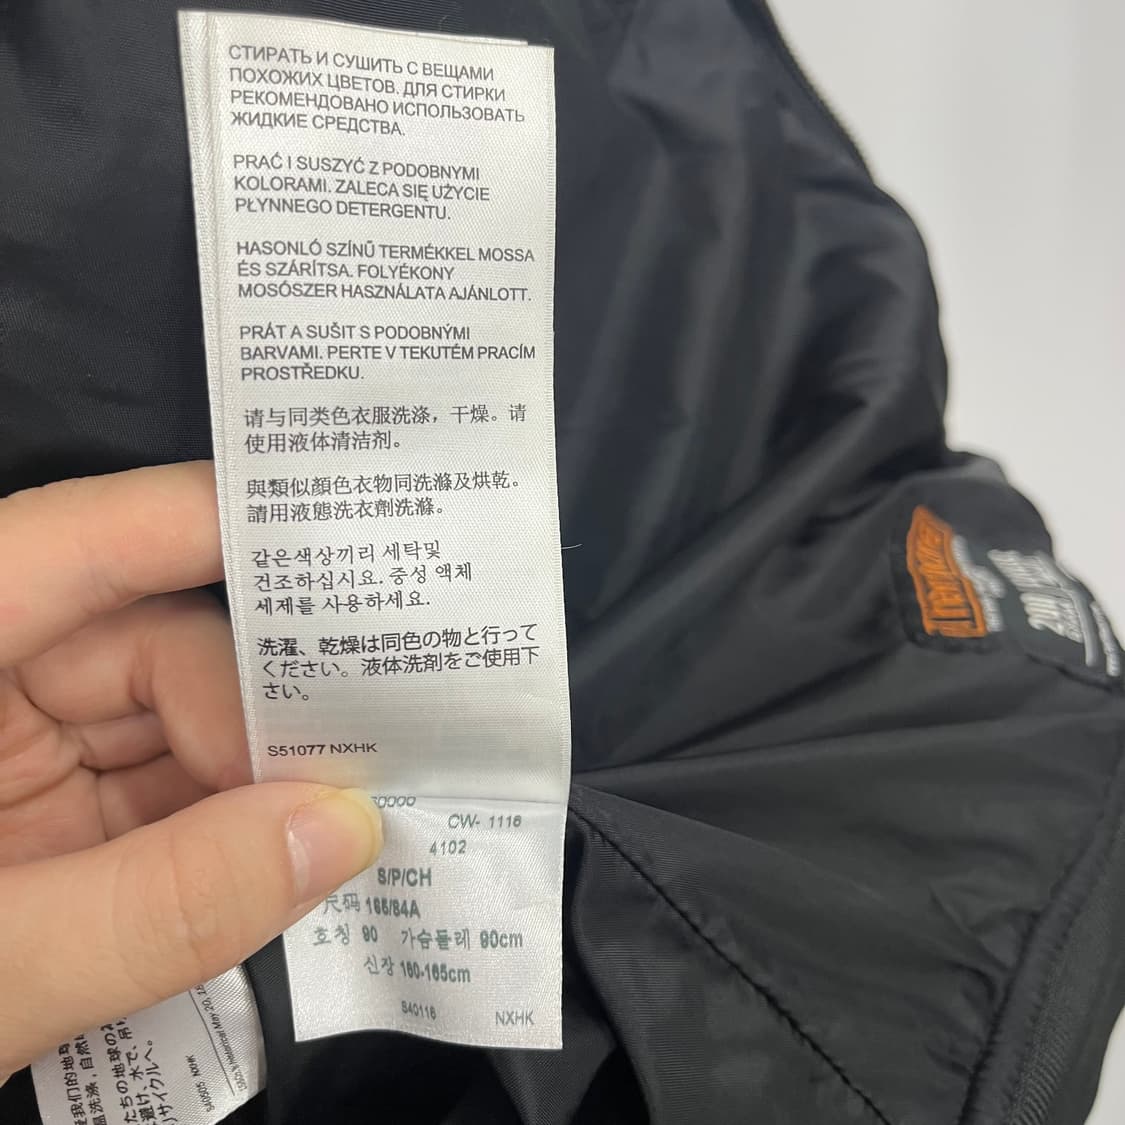 СТИРАТЬ И СУШИТЬ С ВЕЩАМИ
ПОХОЖИХ ЦВЕТОВ. ДЛЯ СТИРКИ
РЕКОМЕНДОВАНО ИСПОЛЬЗОВАТЬ
ЖИДКИЕ СРЕДСТВА.
PRAĆ I SUSZYĆ Z PODOBNYMI
KOLORAMI. ZALECA SIĘ UŻYCIE
PŁYNNEGO DETERGENTU.
HASONLÓ SZÍNŰ TERMÉKKEL MOSSA
ÉS SZÁRÍTSA. FOLYÉKONY
MOSÓSZER HASZNÁLATA AJÁNLOTT.
PRÁT A SUŠIT S PODOBNÝMI
BARVAMI. PERTE V TEKUTÉM PRACÍM
PROSTŘEDKU.
请与同类色衣服洗涤，干燥。请
使用液体清洁剂。
與類似顏色衣物同洗滌及烘乾。
請用液態洗衣劑洗滌。
같은색상끼리 세탁및
건조하십시요. 중성 액체
세제를 사용하세요.
洗濯、乾燥は同色の物と行って
ください。液体洗剤をご使用下
さい。
S51077 NXHK
CW- 1116
4102
S/P/CH
尺码 165/84A
호칭 90 가슴둘레 90cm
신장 160-165cm
S40116 NXHK
S40505 NXHK